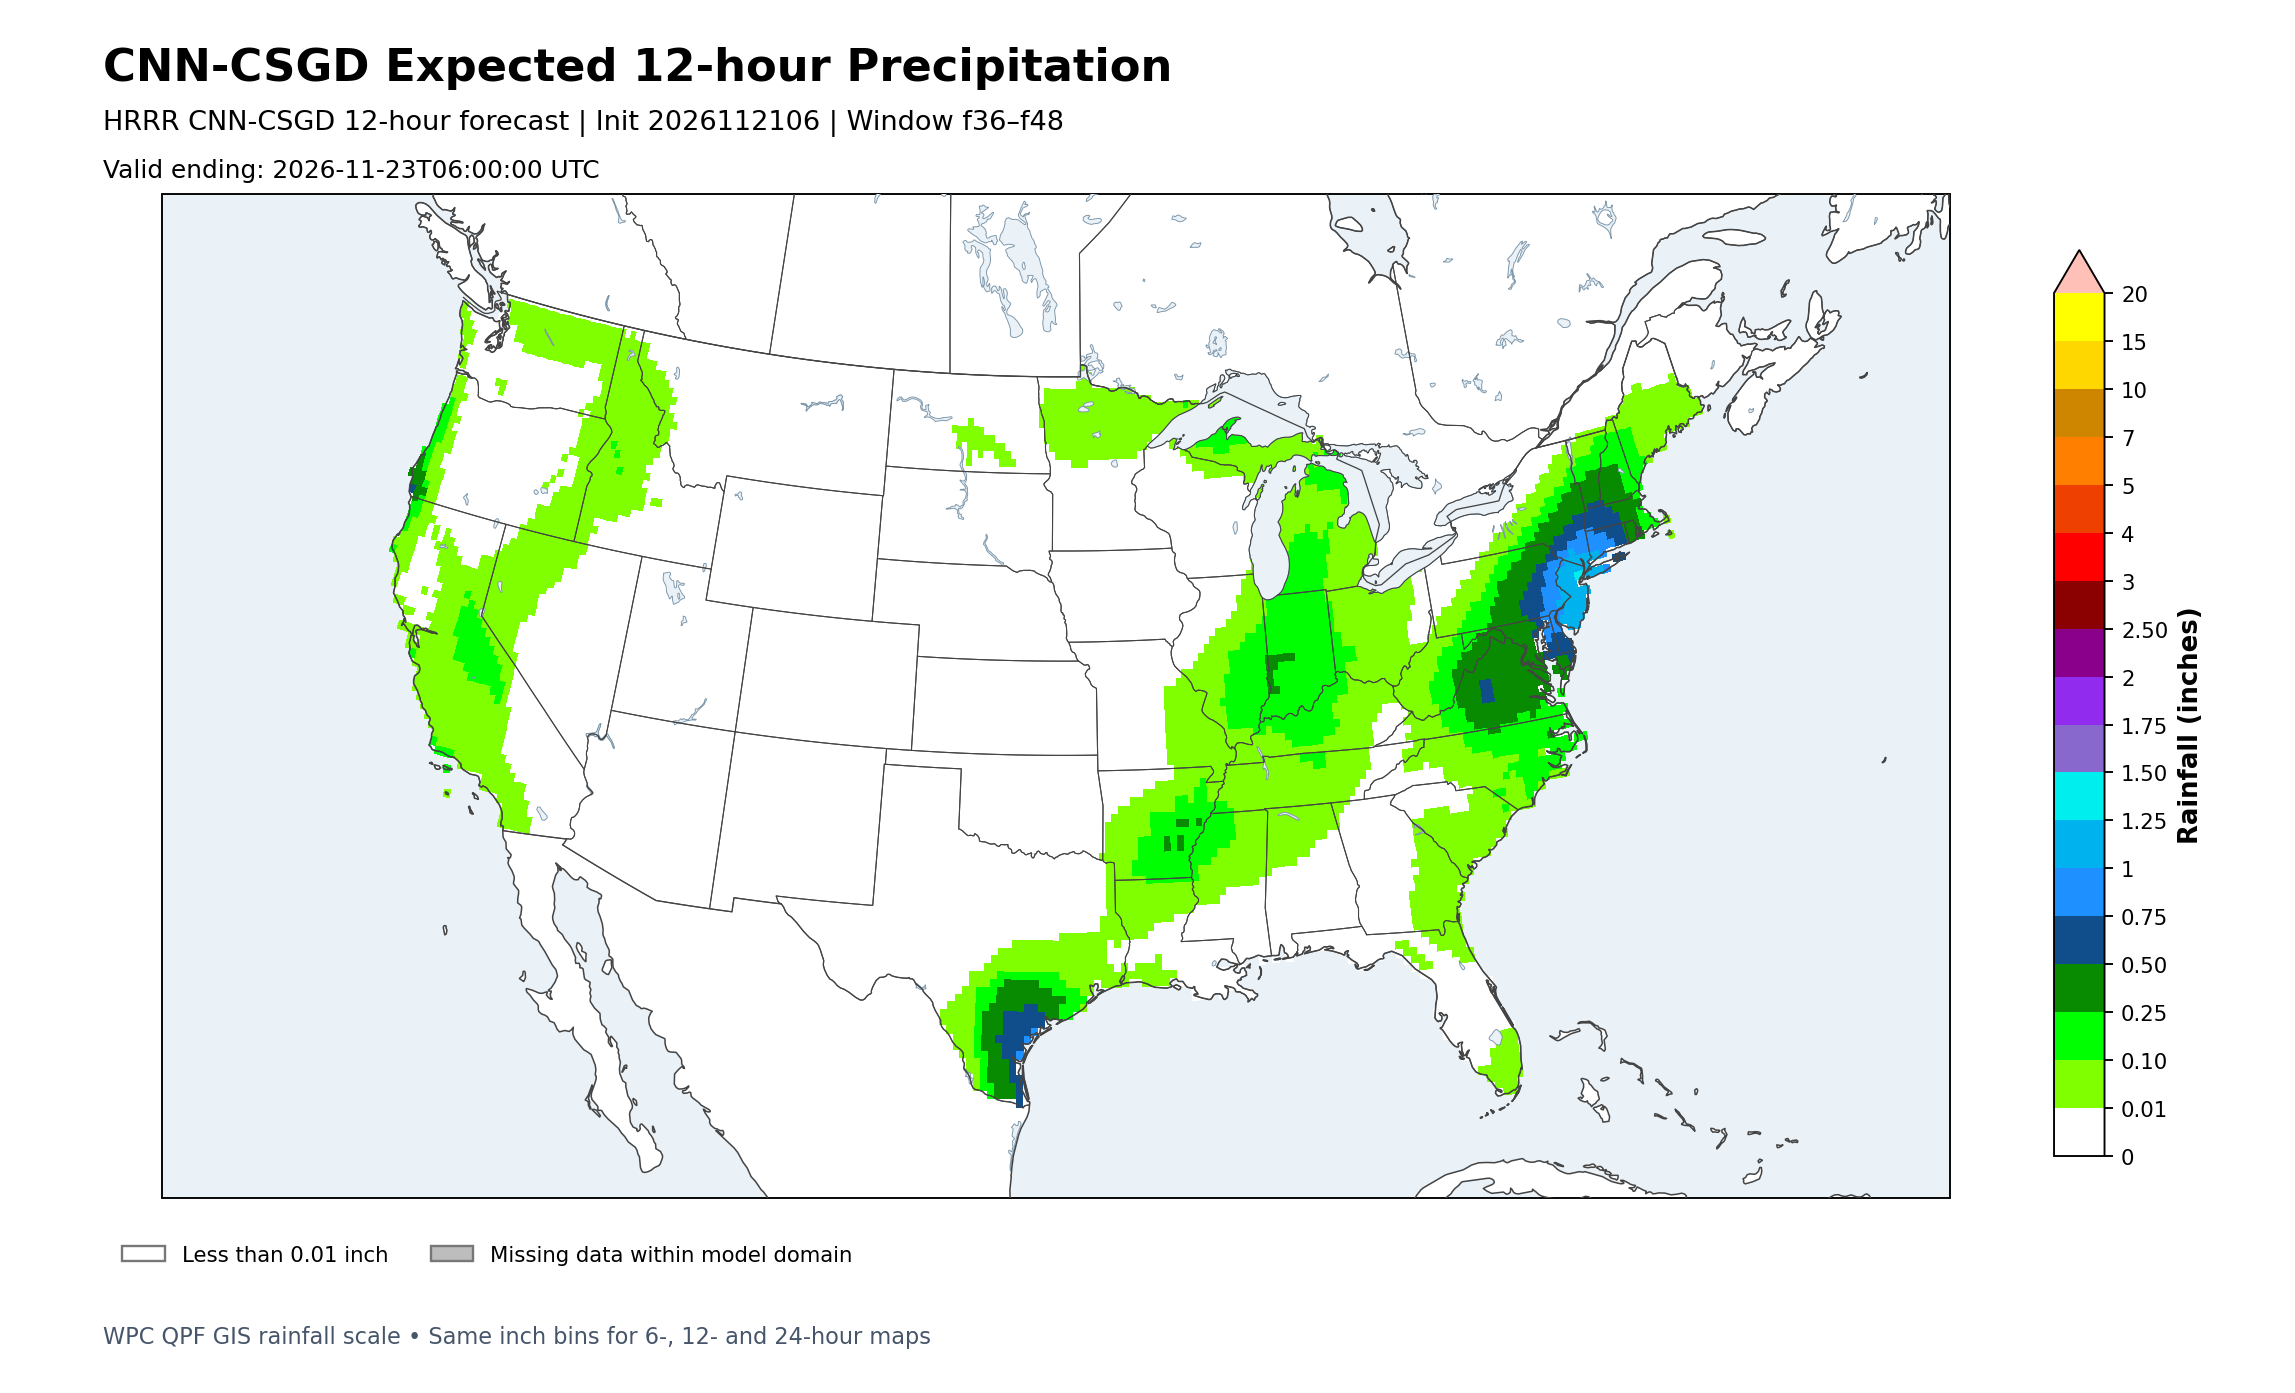 CNN-CSGD Expected 12-hour Precipitation
HRRR CNN-CSGD 12-hour forecast | Init 2026112106 | Window f36–f48
Valid ending: 2026-11-23T06:00:00 UTC
20
15
10
7
5
4
3
2.50
2
1.75
1.50
1.25
1
0.75
0.50
0.25
0.10
0.01
0
Rainfall (inches)
Less than 0.01 inch
Missing data within model domain
WPC QPF GIS rainfall scale • Same inch bins for 6-, 12- and 24-hour maps